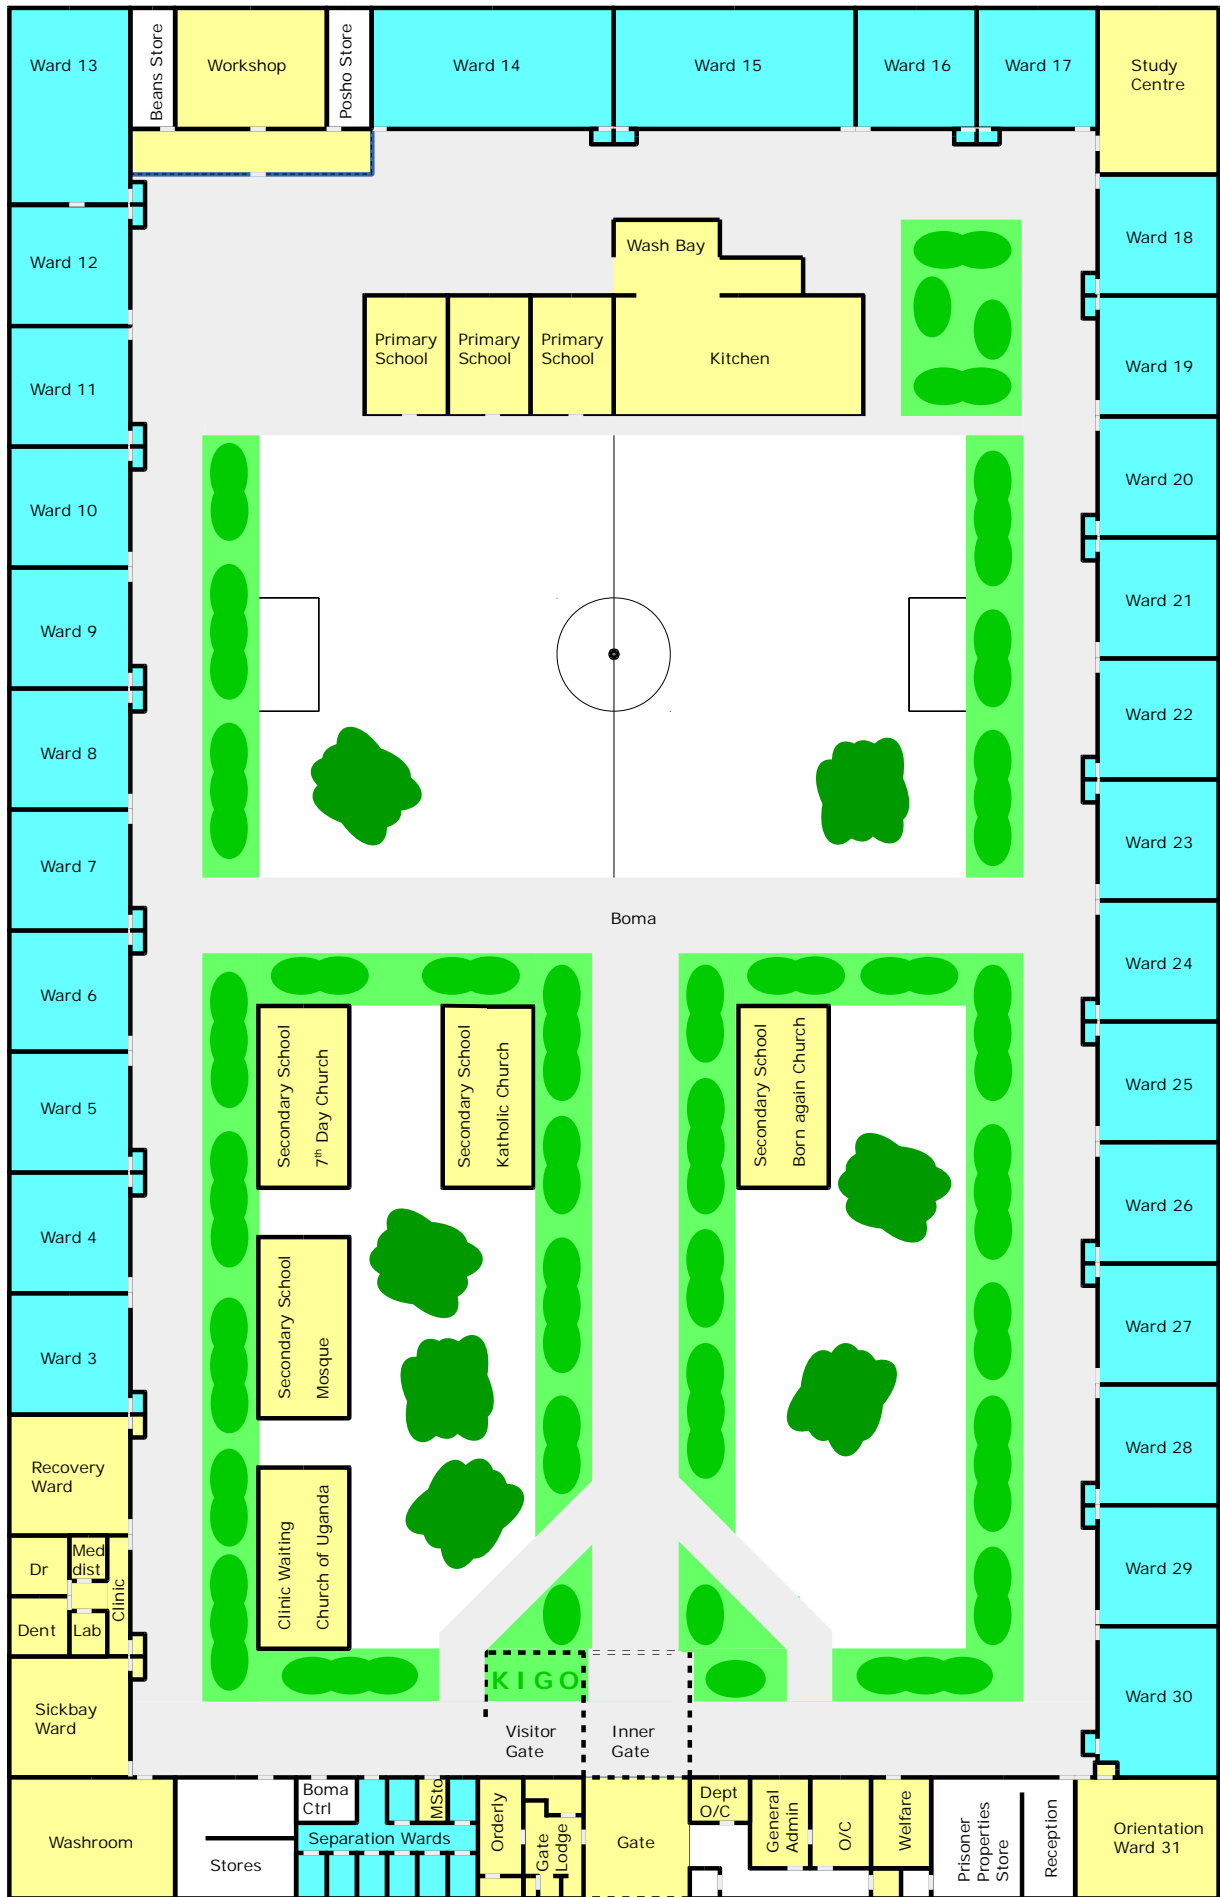 Ward 13
Beans Store
Workshop
Posho Store
Ward 14
Ward 15
Ward 16
Ward 17
Study
Centre
Ward 12
Wash Bay
Ward 18
Primary
School
Primary
School
Primary
School
Kitchen
Ward 11
Ward 19
Ward 10
Ward 20
Ward 9
Ward 21
Ward 8
Ward 22
Ward 7
Ward 23
Boma
Ward 6
Ward 24
Ward 5
Secondary School
7th Day Church
Secondary School
Katholic Church
Secondary School
Born again Church
Ward 25
Ward 4
Ward 26
Ward 3
Secondary School
Mosque
Ward 27
Recovery
Ward
Ward 28
Dr
Med
dist
Clinic
Dent
Lab
Clinic Waiting
Church of Uganda
Ward 29
Sickbay
Ward
KIGO
Ward 30
Visitor
Gate
Inner
Gate
Washroom
Stores
Boma
Ctrl
MSto
Separation Wards
Orderly
Gate
Lodge
Gate
Dept
O/C
General
Admin
O/C
Welfare
Prisoner
Properties
Store
Reception
Orientation
Ward 31